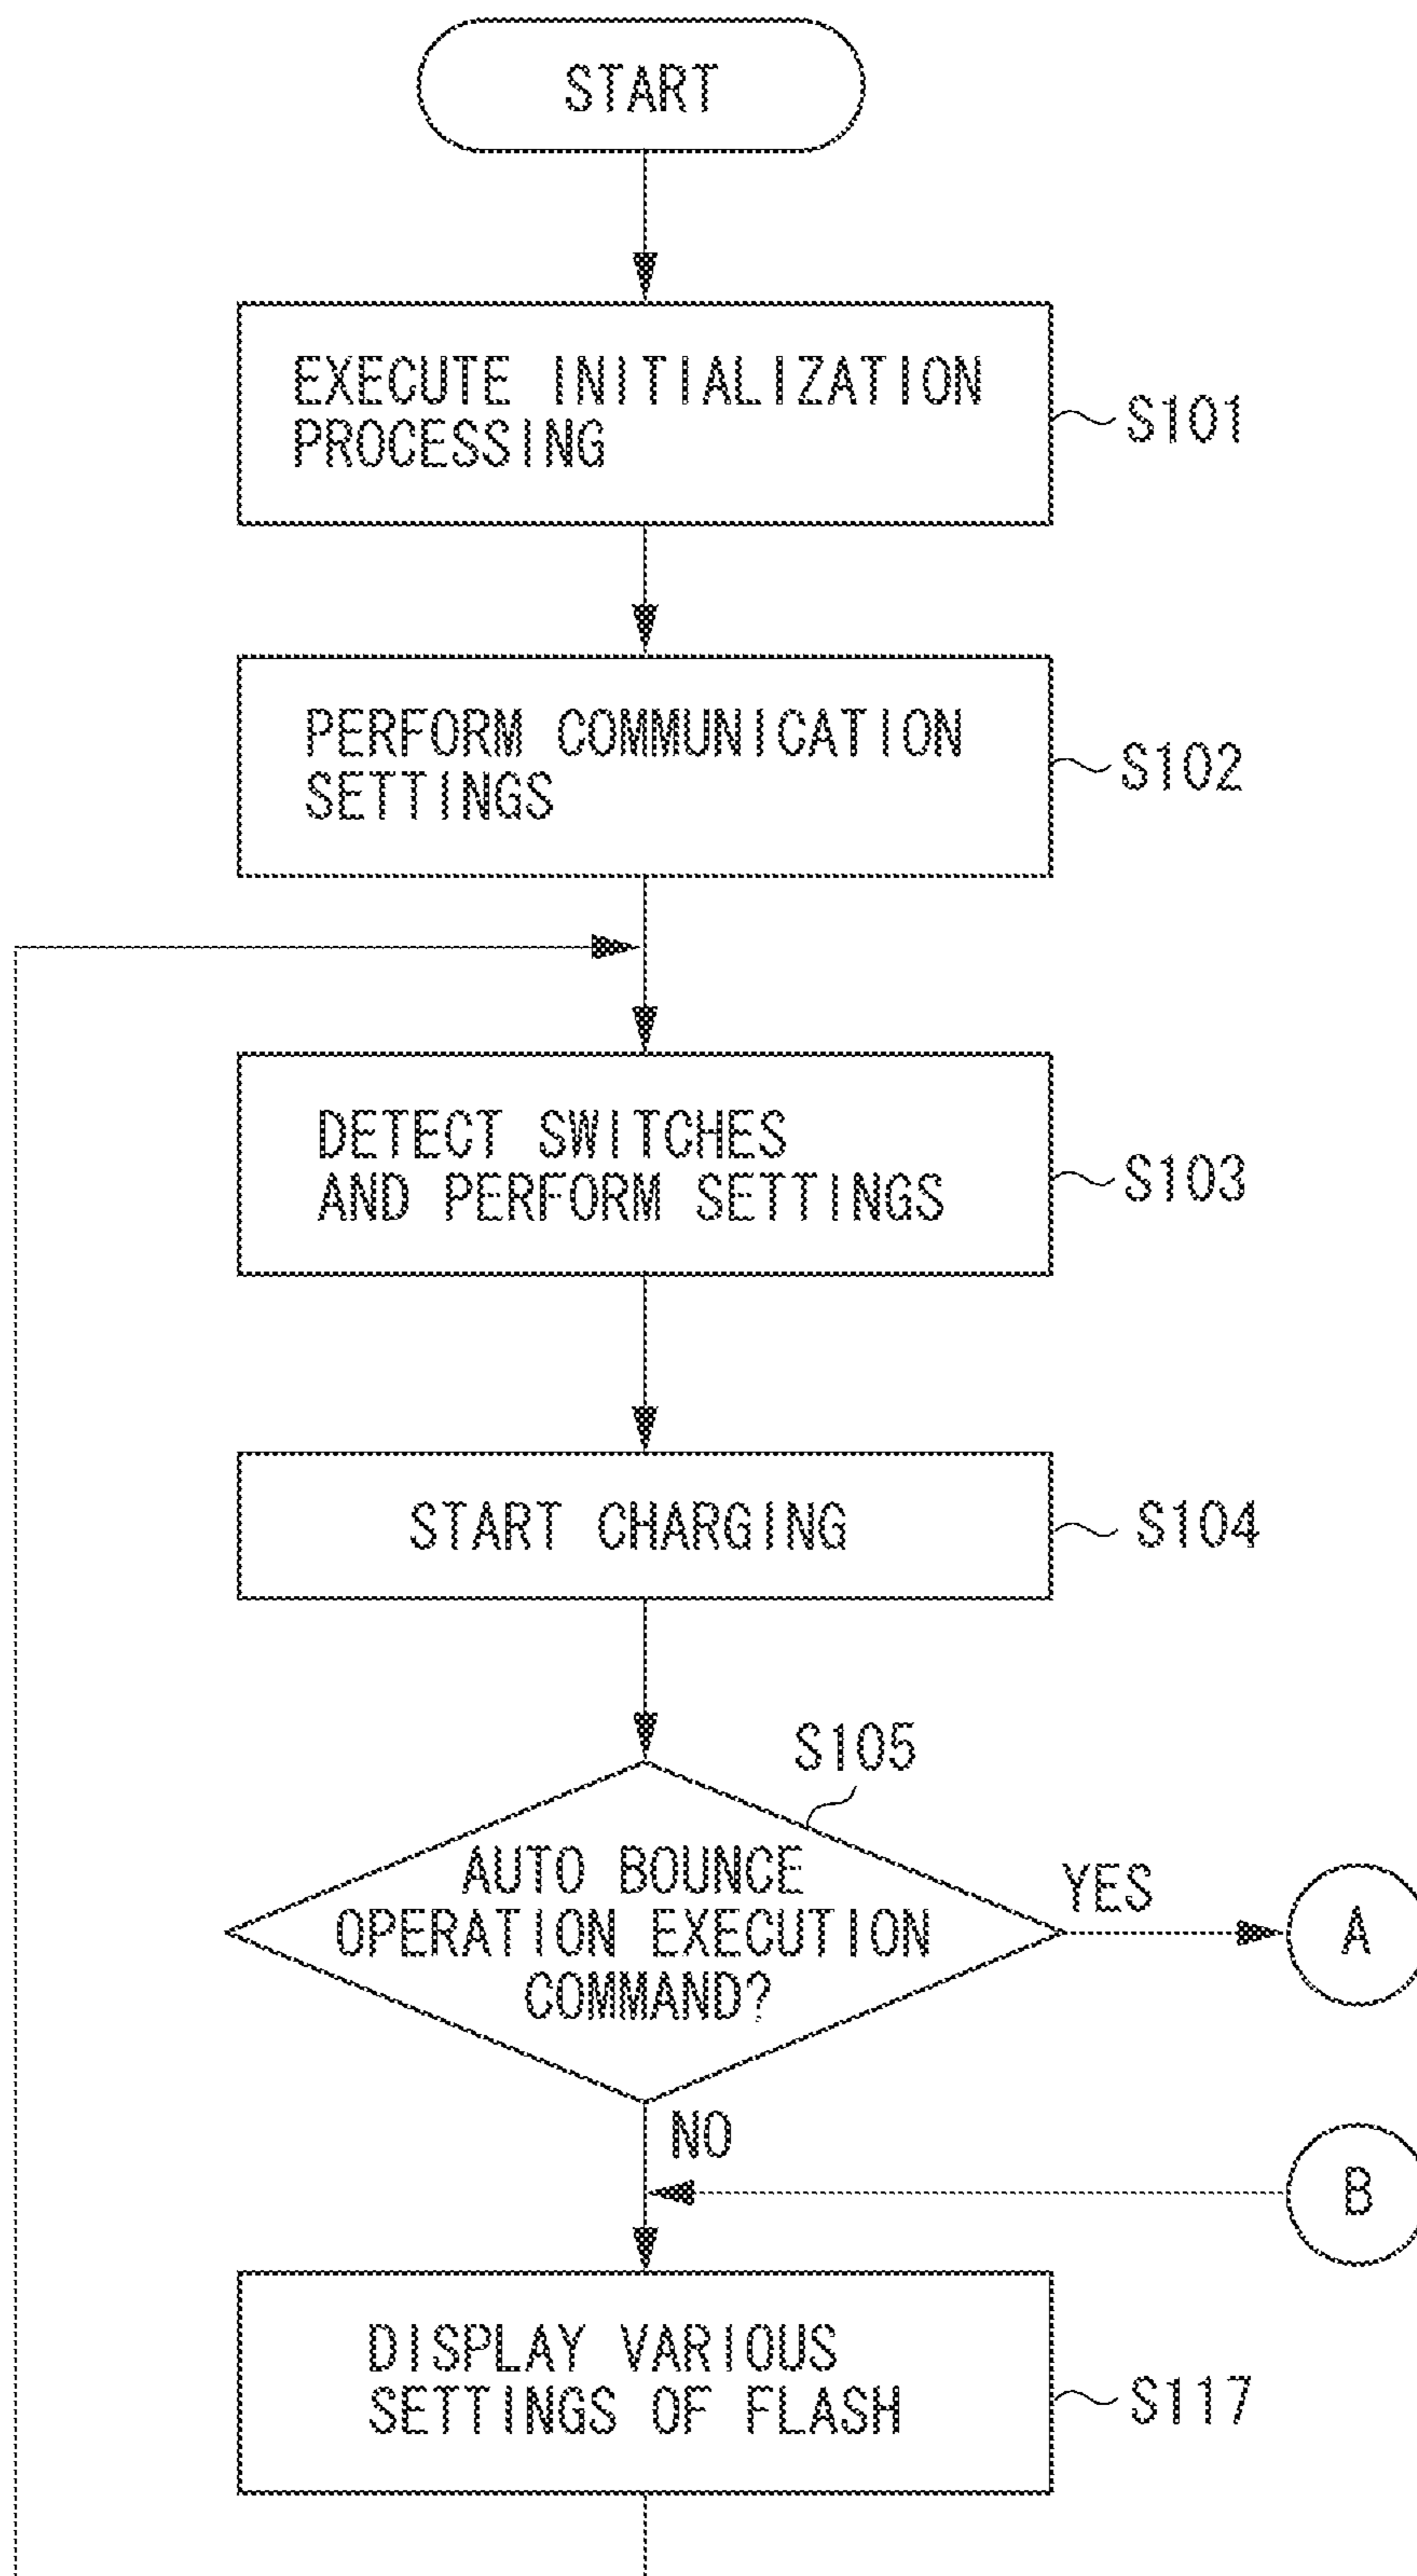 START
EXECUTE INITIALIZATION
PROCESSING
S101
PERFORM COMMUNICATION
SETTINGS
S102
DETECT SWITCHES
AND PERFORM SETTINGS
S103
START CHARGING
S104
S105
AUTO BOUNCE
OPERATION EXECUTION
COMMAND?
YES
A
NO
B
DISPLAY VARIOUS
SETTINGS OF FLASH
S117